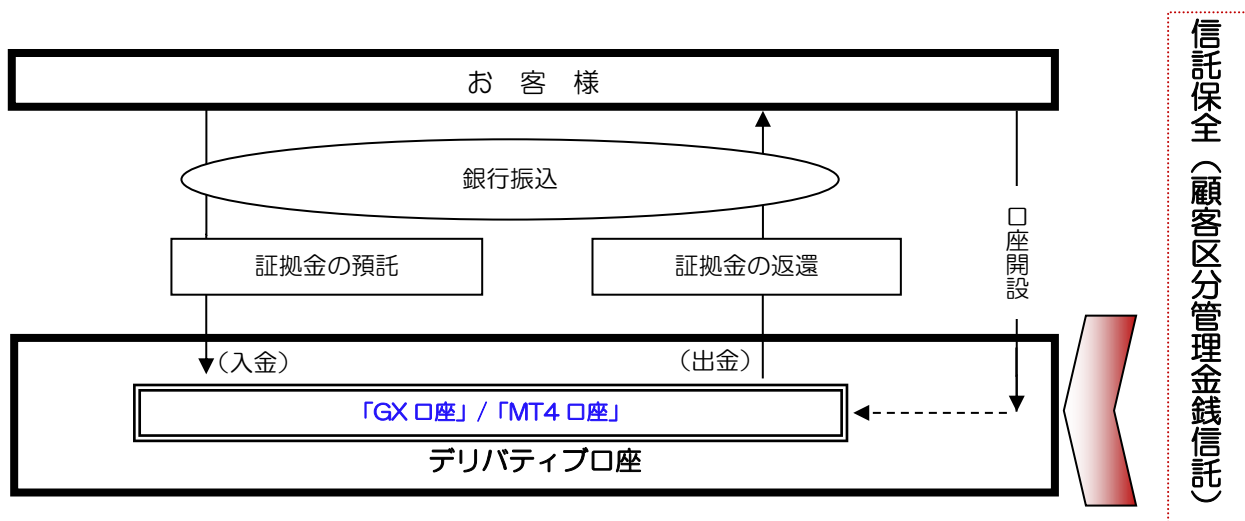 お 客 様
銀行振込
証拠金の預託
証拠金の返還
口座開設
（入金）
（出金）
「GX 口座」 / 「MT4 口座」
デリバティブ口座
信託保全（顧客区分管理金銭信託）